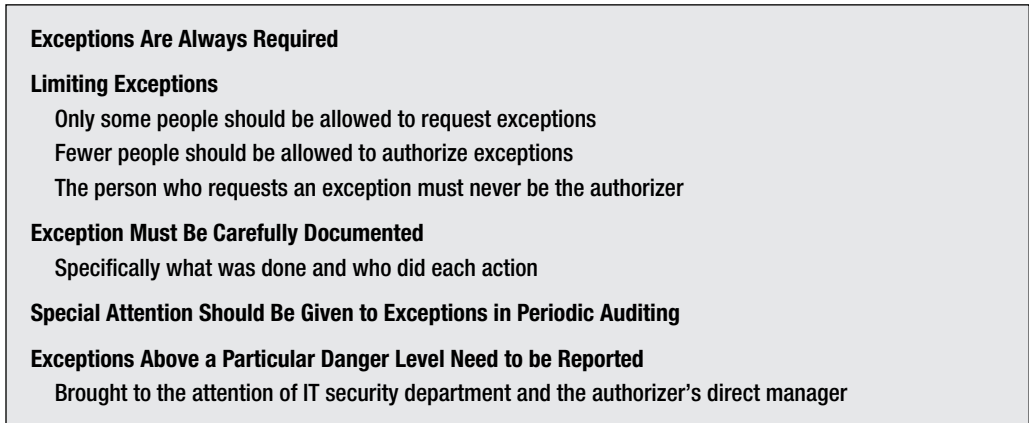 Exceptions Are Always Required
Limiting Exceptions
Only some people should be allowed to request exceptions
Fewer people should be allowed to authorize exceptions
The person who requests an exception must never be the authorizer
Exception Must Be Carefully Documented
Specifically what was done and who did each action
Special Attention Should Be Given to Exceptions in Periodic Auditing
Exceptions Above a Particular Danger Level Need to be Reported
Brought to the attention of IT security department and the authorizer's direct manager